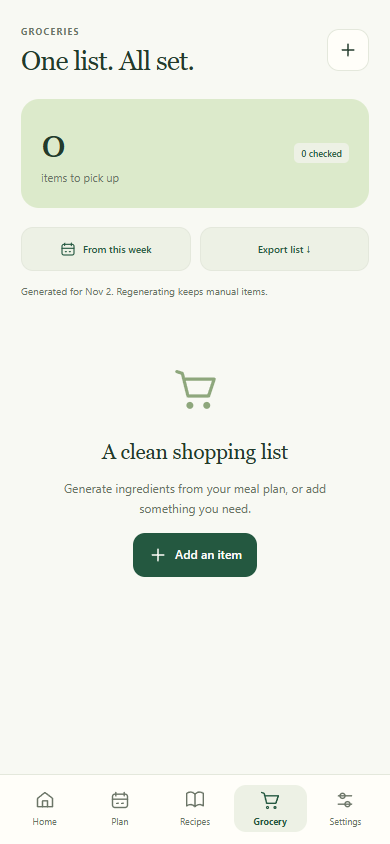 GROCERIES
One list. All set.
0
items to pick up
0 checked
From this week
Export list ↓
Generated for Nov 2. Regenerating keeps manual items.
A clean shopping list
Generate ingredients from your meal plan, or add
something you need.
Add an item
Home
Plan
Recipes
Grocery
Settings